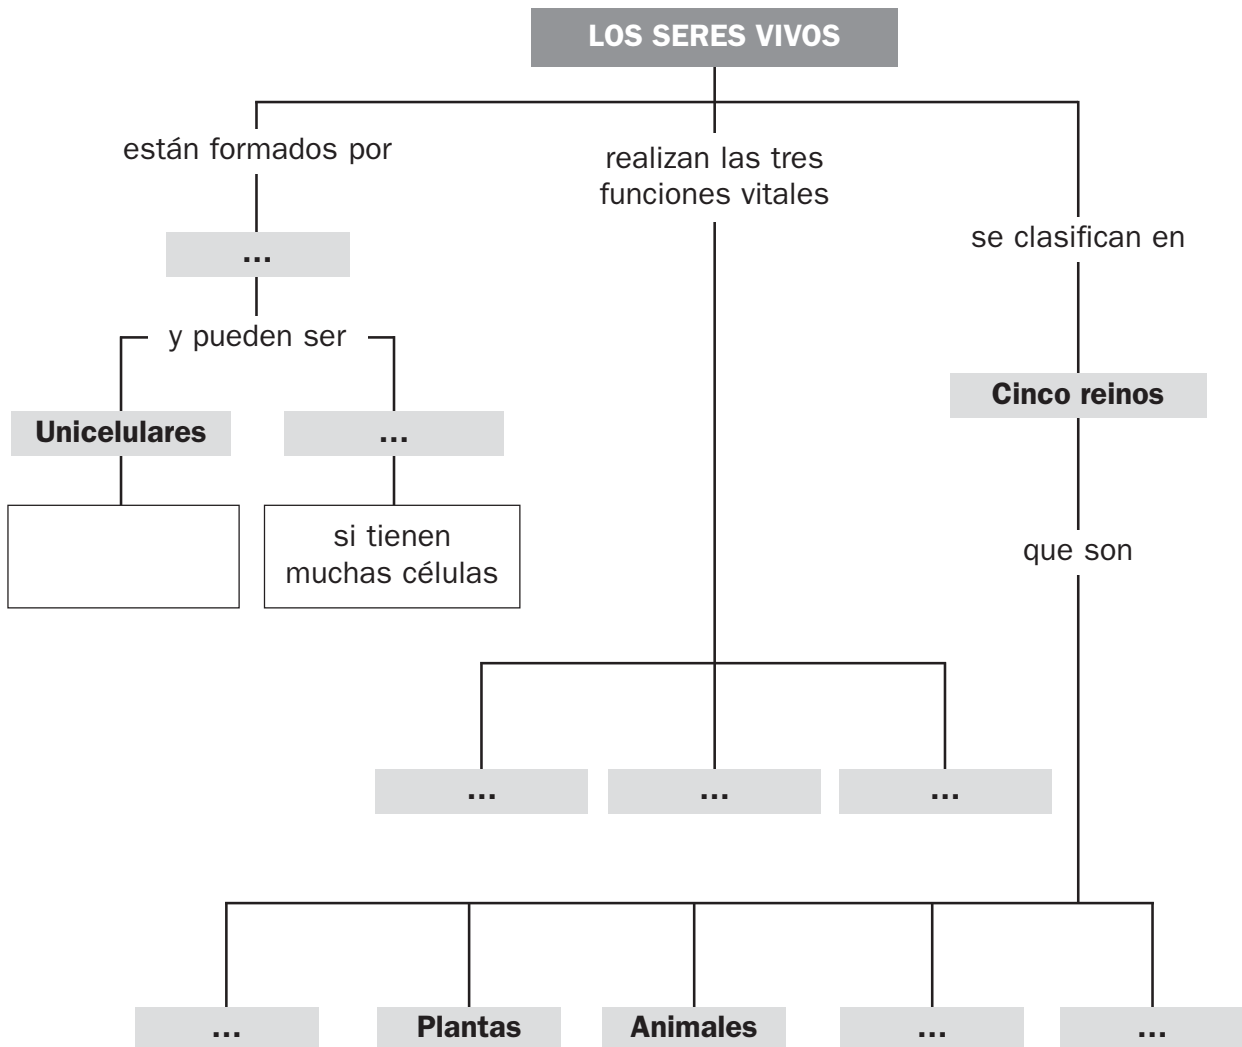 LOS SERES VIVOS
están formados por
...
y pueden ser
Unicelulares
...
si tienen
muchas células
realizan las tres
funciones vitales
...
...
...
se clasifican en
Cinco reinos
que son
...
Plantas
Animales
...
...